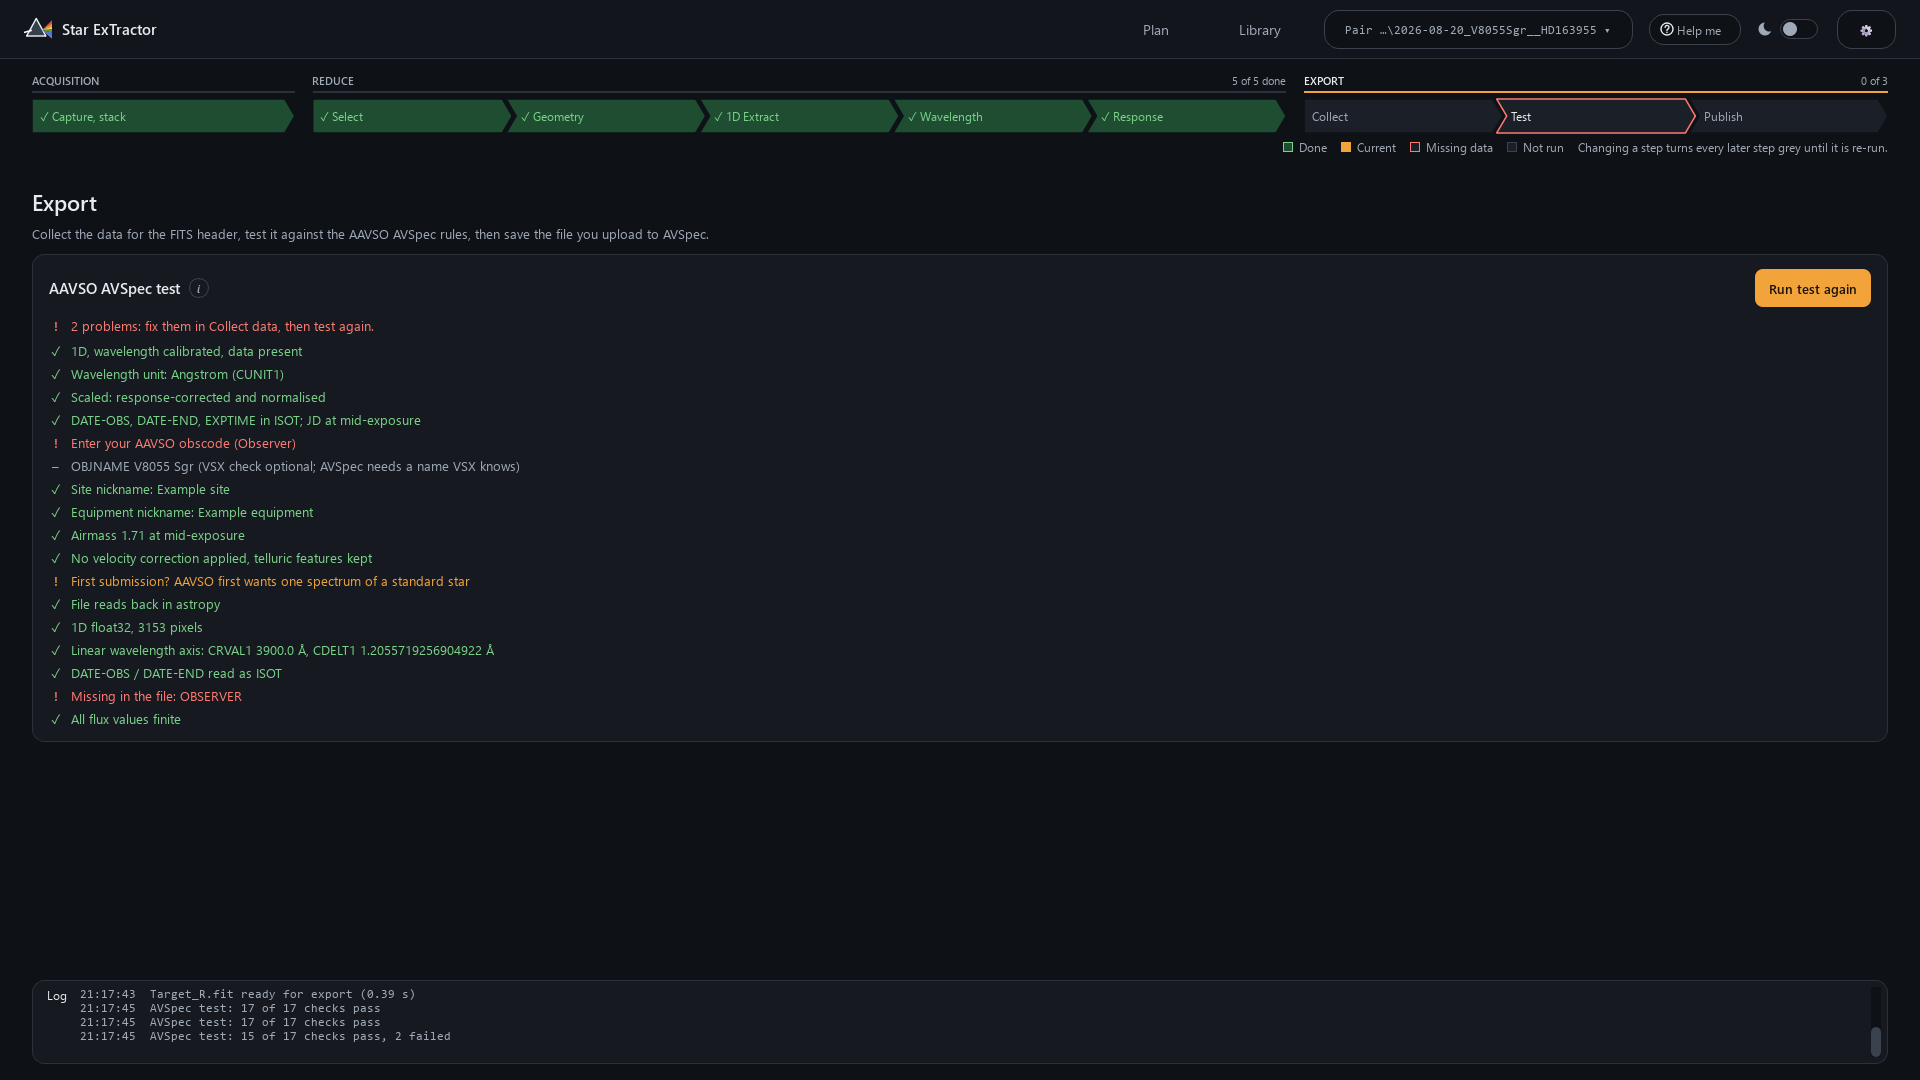 Star ExTractor
Plan
Library
Pair …\2026-08-20_V8055Sgr__HD163955 ▾
Help me
ACQUISITION
REDUCE
5 of 5 done
EXPORT
0 of 3
✓ Capture, stack
✓ Select
✓ Geometry
✓ 1D Extract
✓ Wavelength
✓ Response
Collect
Test
Publish
Done
Current
Missing data
Not run
Changing a step turns every later step grey until it is re-run.
Export
Collect the data for the FITS header, test it against the AAVSO AVSpec rules, then save the file you upload to AVSpec.
AAVSO AVSpec test i
Run test again
! 2 problems: fix them in Collect data, then test again.
✓ 1D, wavelength calibrated, data present
✓ Wavelength unit: Angstrom (CUNIT1)
✓ Scaled: response-corrected and normalised
✓ DATE-OBS, DATE-END, EXPTIME in ISOT; JD at mid-exposure
! Enter your AAVSO obscode (Observer)
– OBJNAME V8055 Sgr (VSX check optional; AVSpec needs a name VSX knows)
✓ Site nickname: Example site
✓ Equipment nickname: Example equipment
✓ Airmass 1.71 at mid-exposure
✓ No velocity correction applied, telluric features kept
! First submission? AAVSO first wants one spectrum of a standard star
✓ File reads back in astropy
✓ 1D float32, 3153 pixels
✓ Linear wavelength axis: CRVAL1 3900.0 Å, CDELT1 1.2055719256904922 Å
✓ DATE-OBS / DATE-END read as ISOT
! Missing in the file: OBSERVER
✓ All flux values finite
Log
21:17:43 Target_R.fit ready for export (0.39 s)
21:17:45 AVSpec test: 17 of 17 checks pass
21:17:45 AVSpec test: 17 of 17 checks pass
21:17:45 AVSpec test: 15 of 17 checks pass, 2 failed